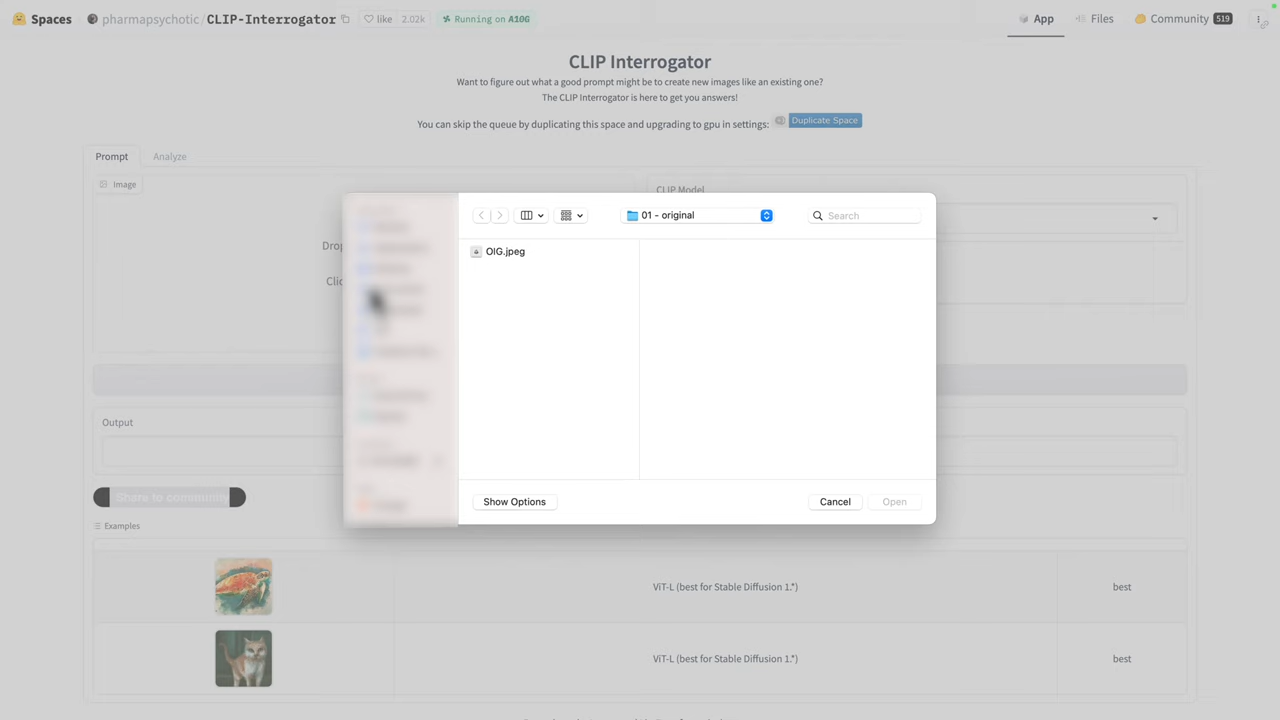 Spaces
pharmapsychotic/CLIP-Interrogator
like 2.02k
Running on A10G
App
Files
Community 519
CLIP Interrogator
Want to figure out what a good prompt might be to create new images like an existing one?
The CLIP Interrogator is here to get you answers!
You can skip the queue by duplicating this space and upgrading to gpu in settings:
Duplicate Space
Prompt
Analyze
Image
CLIP Model
01 - original
Search
OIG.jpeg
Show Options
Cancel
Open
Output
Share to community
Examples
ViT-L (best for Stable Diffusion 1.*)
best
ViT-L (best for Stable Diffusion 1.*)
best